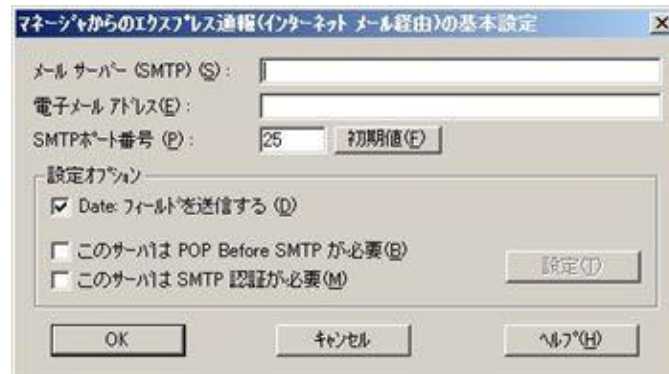 マネージャからのエクスプレス通報(インターネット メール経由)の基本設定
メール サーバー (SMTP) (S) :
電子メール アドレス(E) :
SMTPポート番号 (P) : 25 初期値(F)
設定オプション
Date: フィールドを送信する (D)
このサーバは POP Before SMTP が必要(B)
このサーバは SMTP 認証が必要(M)
設定(T)
OK キャンセル ヘルプ(H)